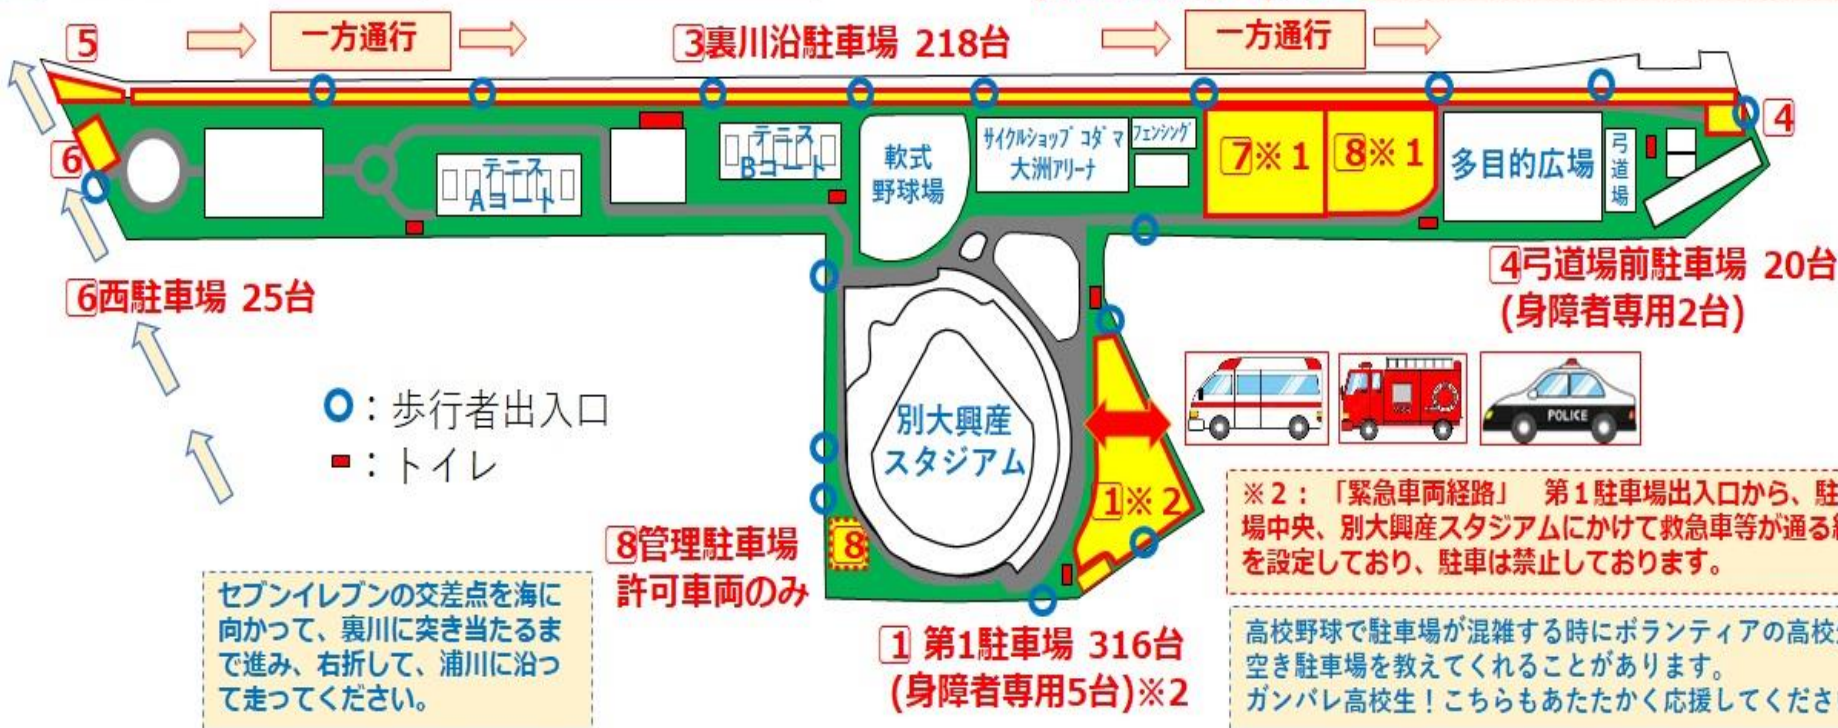 5
一方通行
3裏川沿駐車場 218台
一方通行
6
テニス
Aコート
テニス
Bコート
軟式
野球場
サイクルショップ コダマ
大洲アリーナ
フェンシング
7※1
8※1
多目的広場
弓道場
4
6西駐車場 25台
4弓道場前駐車場 20台
(身障者専用2台)
○：歩行者出入口
■：トイレ
別大興産
スタジアム
POLICE
1※2
8管理駐車場
許可車両のみ
8
※2：「緊急車両経路」 第1駐車場出入口から、駐
場中央、別大興産スタジアムにかけて救急車等が通る
を設定しており、駐車は禁止しております。
セブンイレブンの交差点を海に
向かって、裏川に突き当たるま
で進み、右折して、浦川に沿っ
て走ってください。
1 第1駐車場 316台
(身障者専用5台)※2
高校野球で駐車場が混雑する時にボランティアの高校
空き駐車場を教えてくれることがあります。
ガンバレ高校生！こちらもあたたかく応援してくださ